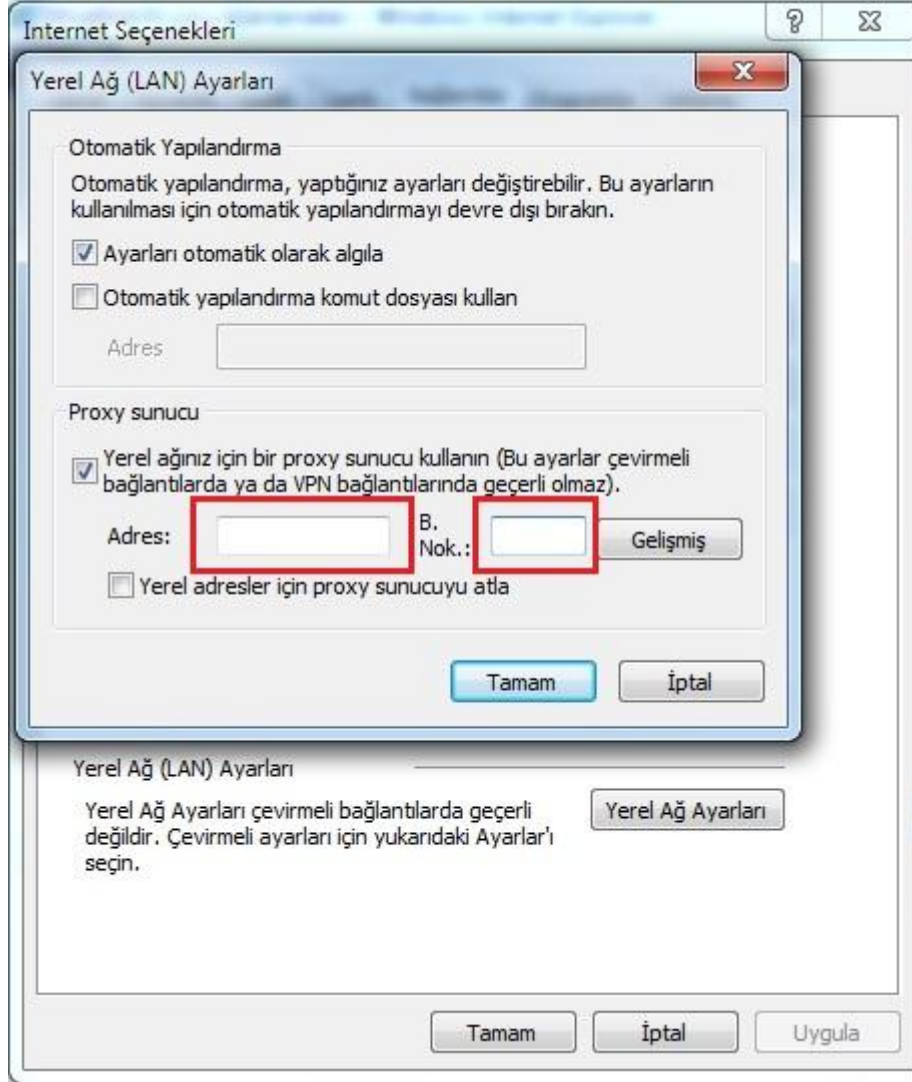 Internet Seçenekleri
Yerel Ağ (LAN) Ayarları
Otomatik Yapılandırma
Otomatik yapılandırma, yaptığınız ayarları değiştirebilir. Bu ayarların
kullanılması için otomatik yapılandırmayı devre dışı bırakın.
Ayarları otomatik olarak algıla
Otomatik yapılandırma komut dosyası kullan
Adres
Proxy sunucu
Yerel ağınız için bir proxy sunucu kullanın (Bu ayarlar çevirmeli
bağlantılarda ya da VPN bağlantılarında geçerli olmaz).
Adres:
B.
Nok.:
Gelişmiş
Yerel adresler için proxy sunucuyu atla
Tamam
İptal
Yerel Ağ (LAN) Ayarları
Yerel Ağ Ayarları çevirmeli bağlantılarda geçerli
değildir. Çevirmeli ayarları için yukarıdaki Ayarlar'ı
seçin.
Yerel Ağ Ayarları
Tamam
İptal
Uygula